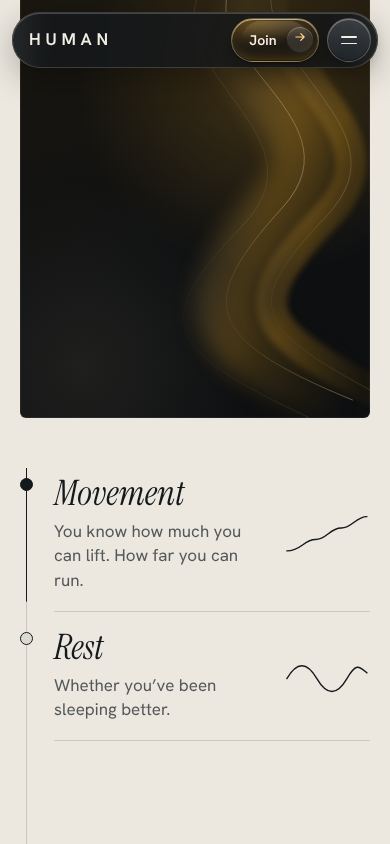 HUMAN
Join
Movement
You know how much you
can lift. How far you can
run.
Rest
Whether you’ve been
sleeping better.